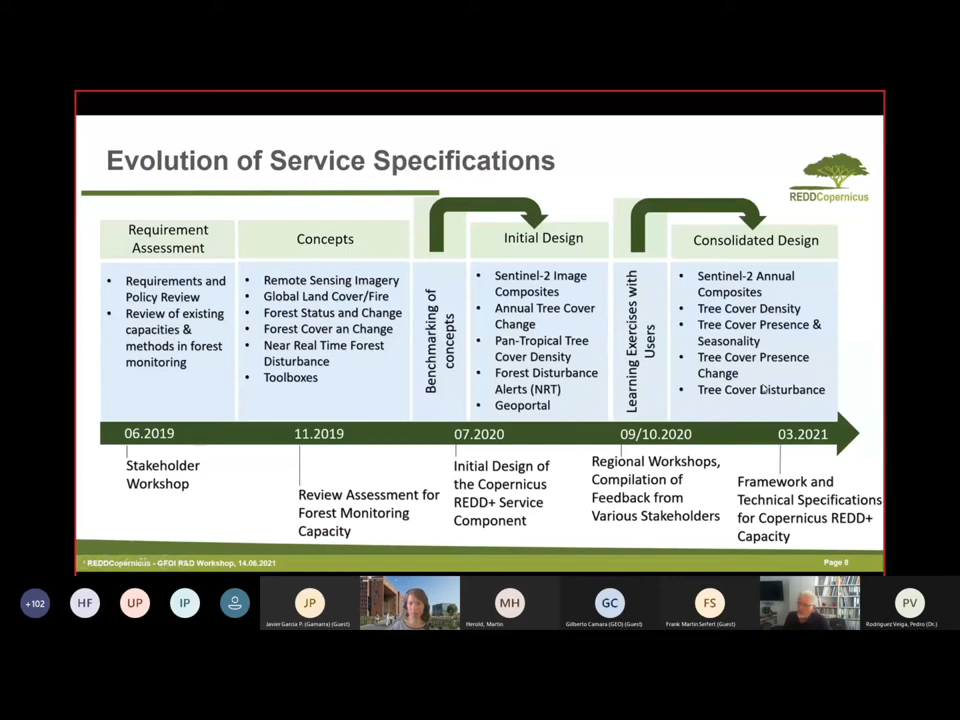 Evolution of Service Specifications
REDDCopernicus
Requirement
Assessment
Concepts
Initial Design
Consolidated Design
• Requirements and
Policy Review
• Review of existing
capacities &
methods in forest
monitoring
• Remote Sensing Imagery
• Global Land Cover/Fire
• Forest Status and Change
• Forest Cover an Change
• Near Real Time Forest
Disturbance
• Toolboxes
Benchmarking of
concepts
• Sentinel-2 Image
Composites
• Annual Tree Cover
Change
• Pan-Tropical Tree
Cover Density
• Forest Disturbance
Alerts (NRT)
• Geoportal
Learning Exercises with
Users
• Sentinel-2 Annual
Composites
• Tree Cover Density
• Tree Cover Presence &
Seasonality
• Tree Cover Presence
Change
• Tree Cover Disturbance
06.2019
11.2019
07.2020
09/10.2020
03.2021
Stakeholder
Workshop
Review Assessment for
Forest Monitoring
Capacity
Initial Design of
the Copernicus
REDD+ Service
Component
Regional Workshops,
Compilation of
Feedback from
Various Stakeholders
Framework and
Technical Specifications
for Copernicus REDD+
Capacity
REDDCopernicus - GFOI R&D Workshop, 14.06.2021
Page 8
+102
HF
UP
IP
JP
Javier Garcia P. (Gamarra) (Guest)
MH
Herold, Martin
GC
Gilberto Camara (GEO) (Guest)
FS
Frank Martin Seifert (Guest)
PV
Rodriguez Veiga, Pedro (Dr.)